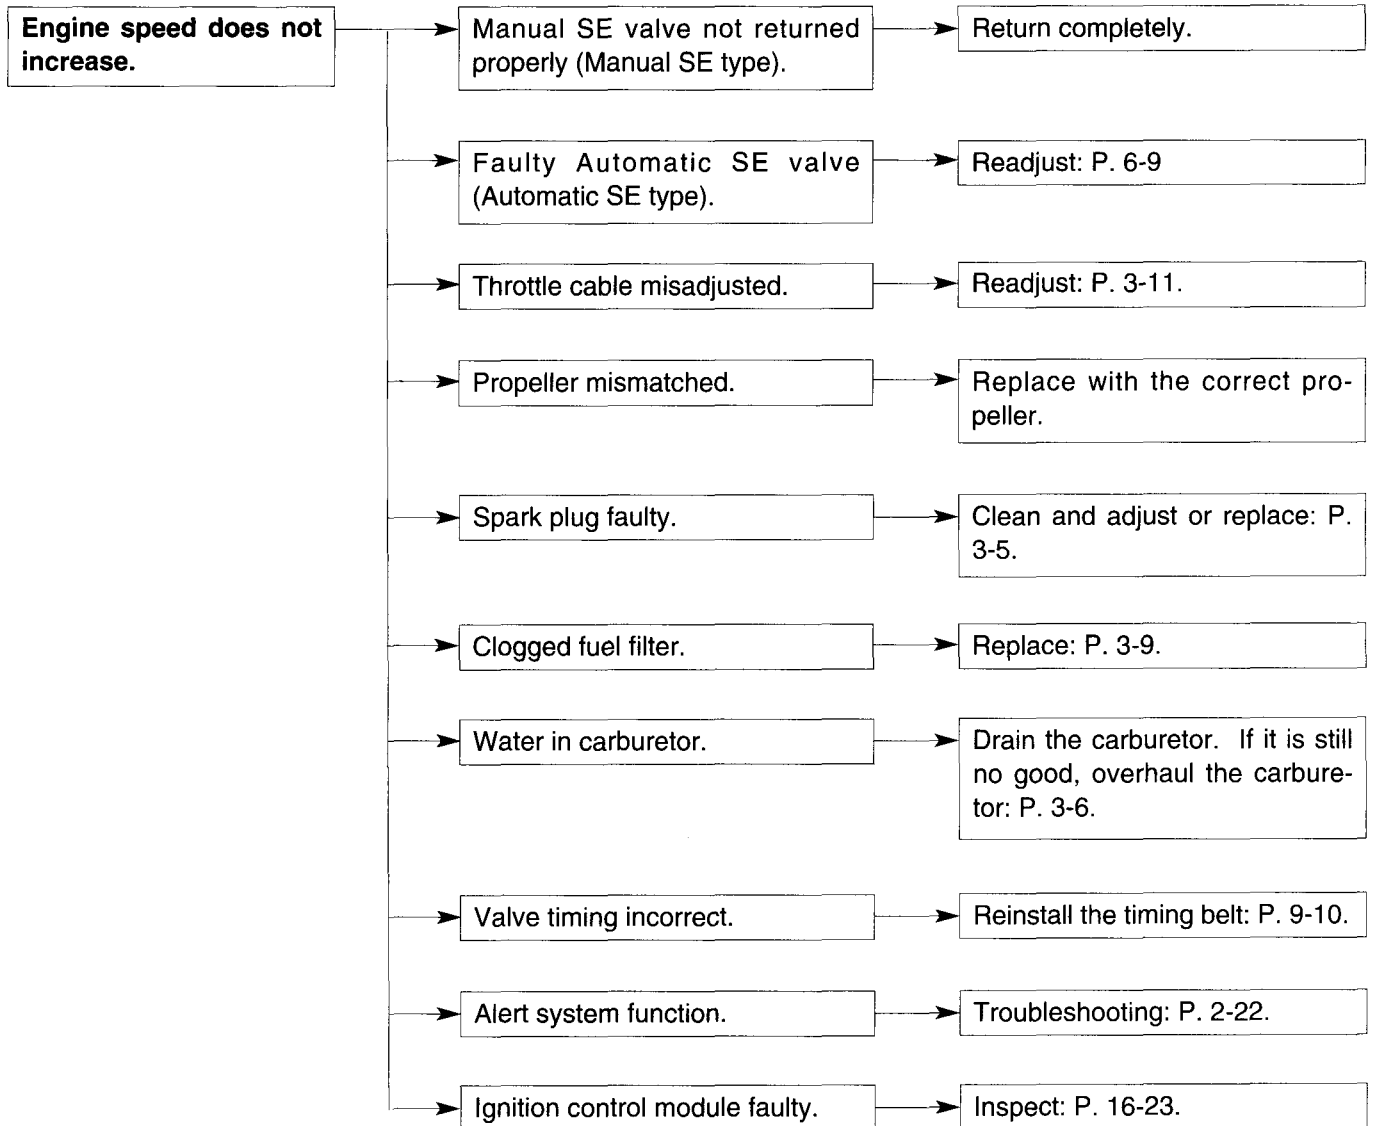 Engine speed does not
increase.
Manual SE valve not returned
properly (Manual SE type).
Return completely.
Faulty Automatic SE valve
(Automatic SE type).
Readjust: P. 6-9
Throttle cable misadjusted.
Readjust: P. 3-11.
Propeller mismatched.
Replace with the correct pro-
peller.
Spark plug faulty.
Clean and adjust or replace: P.
3-5.
Clogged fuel filter.
Replace: P. 3-9.
Water in carburetor.
Drain the carburetor. If it is still
no good, overhaul the carbure-
tor: P. 3-6.
Valve timing incorrect.
Reinstall the timing belt: P. 9-10.
Alert system function.
Troubleshooting: P. 2-22.
Ignition control module faulty.
Inspect: P. 16-23.